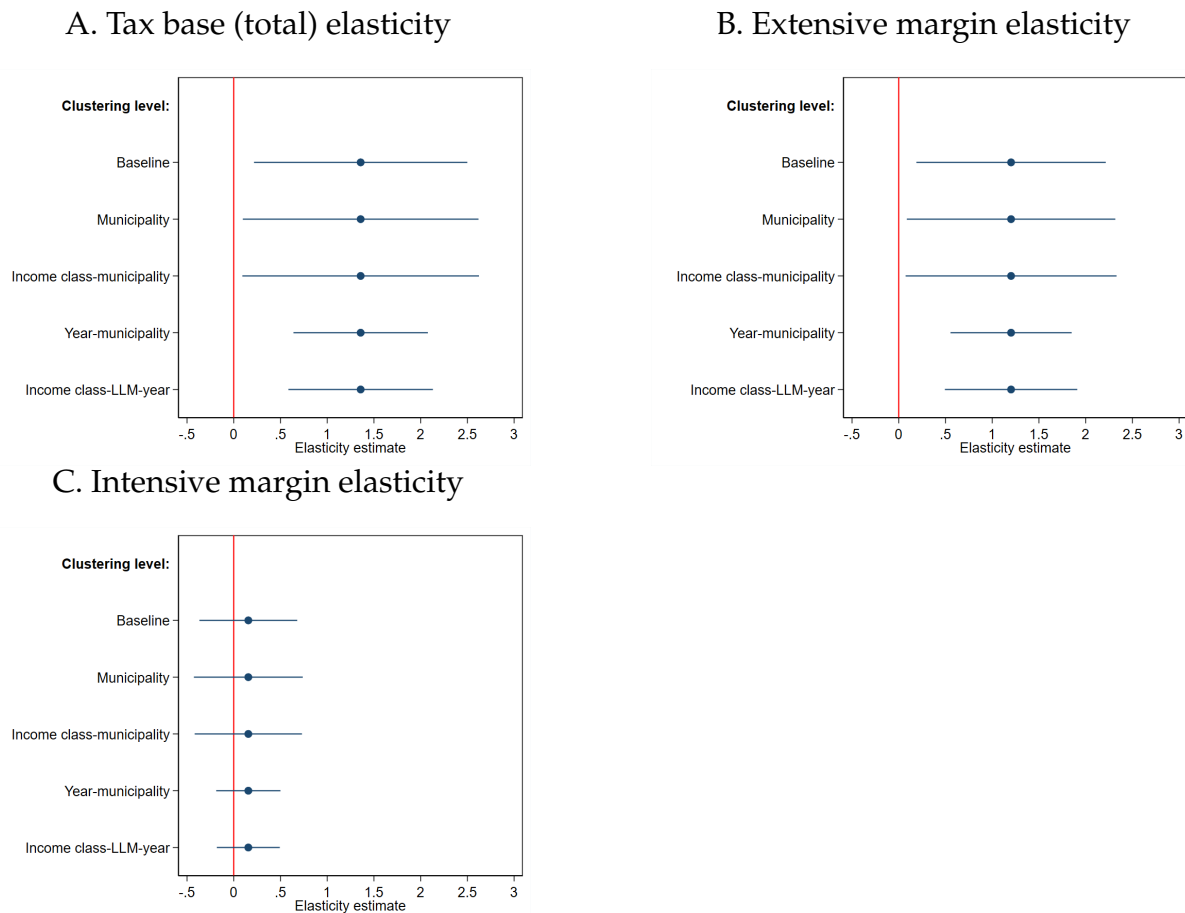 A. Tax base (total) elasticity
Clustering level:
Baseline
Municipality
Income class-municipality
Year-municipality
Income class-LLM-year
-.5 0 .5 1 1.5 2 2.5 3
Elasticity estimate
B. Extensive margin elasticity
Clustering level:
Baseline
Municipality
Income class-municipality
Year-municipality
Income class-LLM-year
-.5 0 .5 1 1.5 2 2.5 3
Elasticity estimate
C. Intensive margin elasticity
Clustering level:
Baseline
Municipality
Income class-municipality
Year-municipality
Income class-LLM-year
-.5 0 .5 1 1.5 2 2.5 3
Elasticity estimate